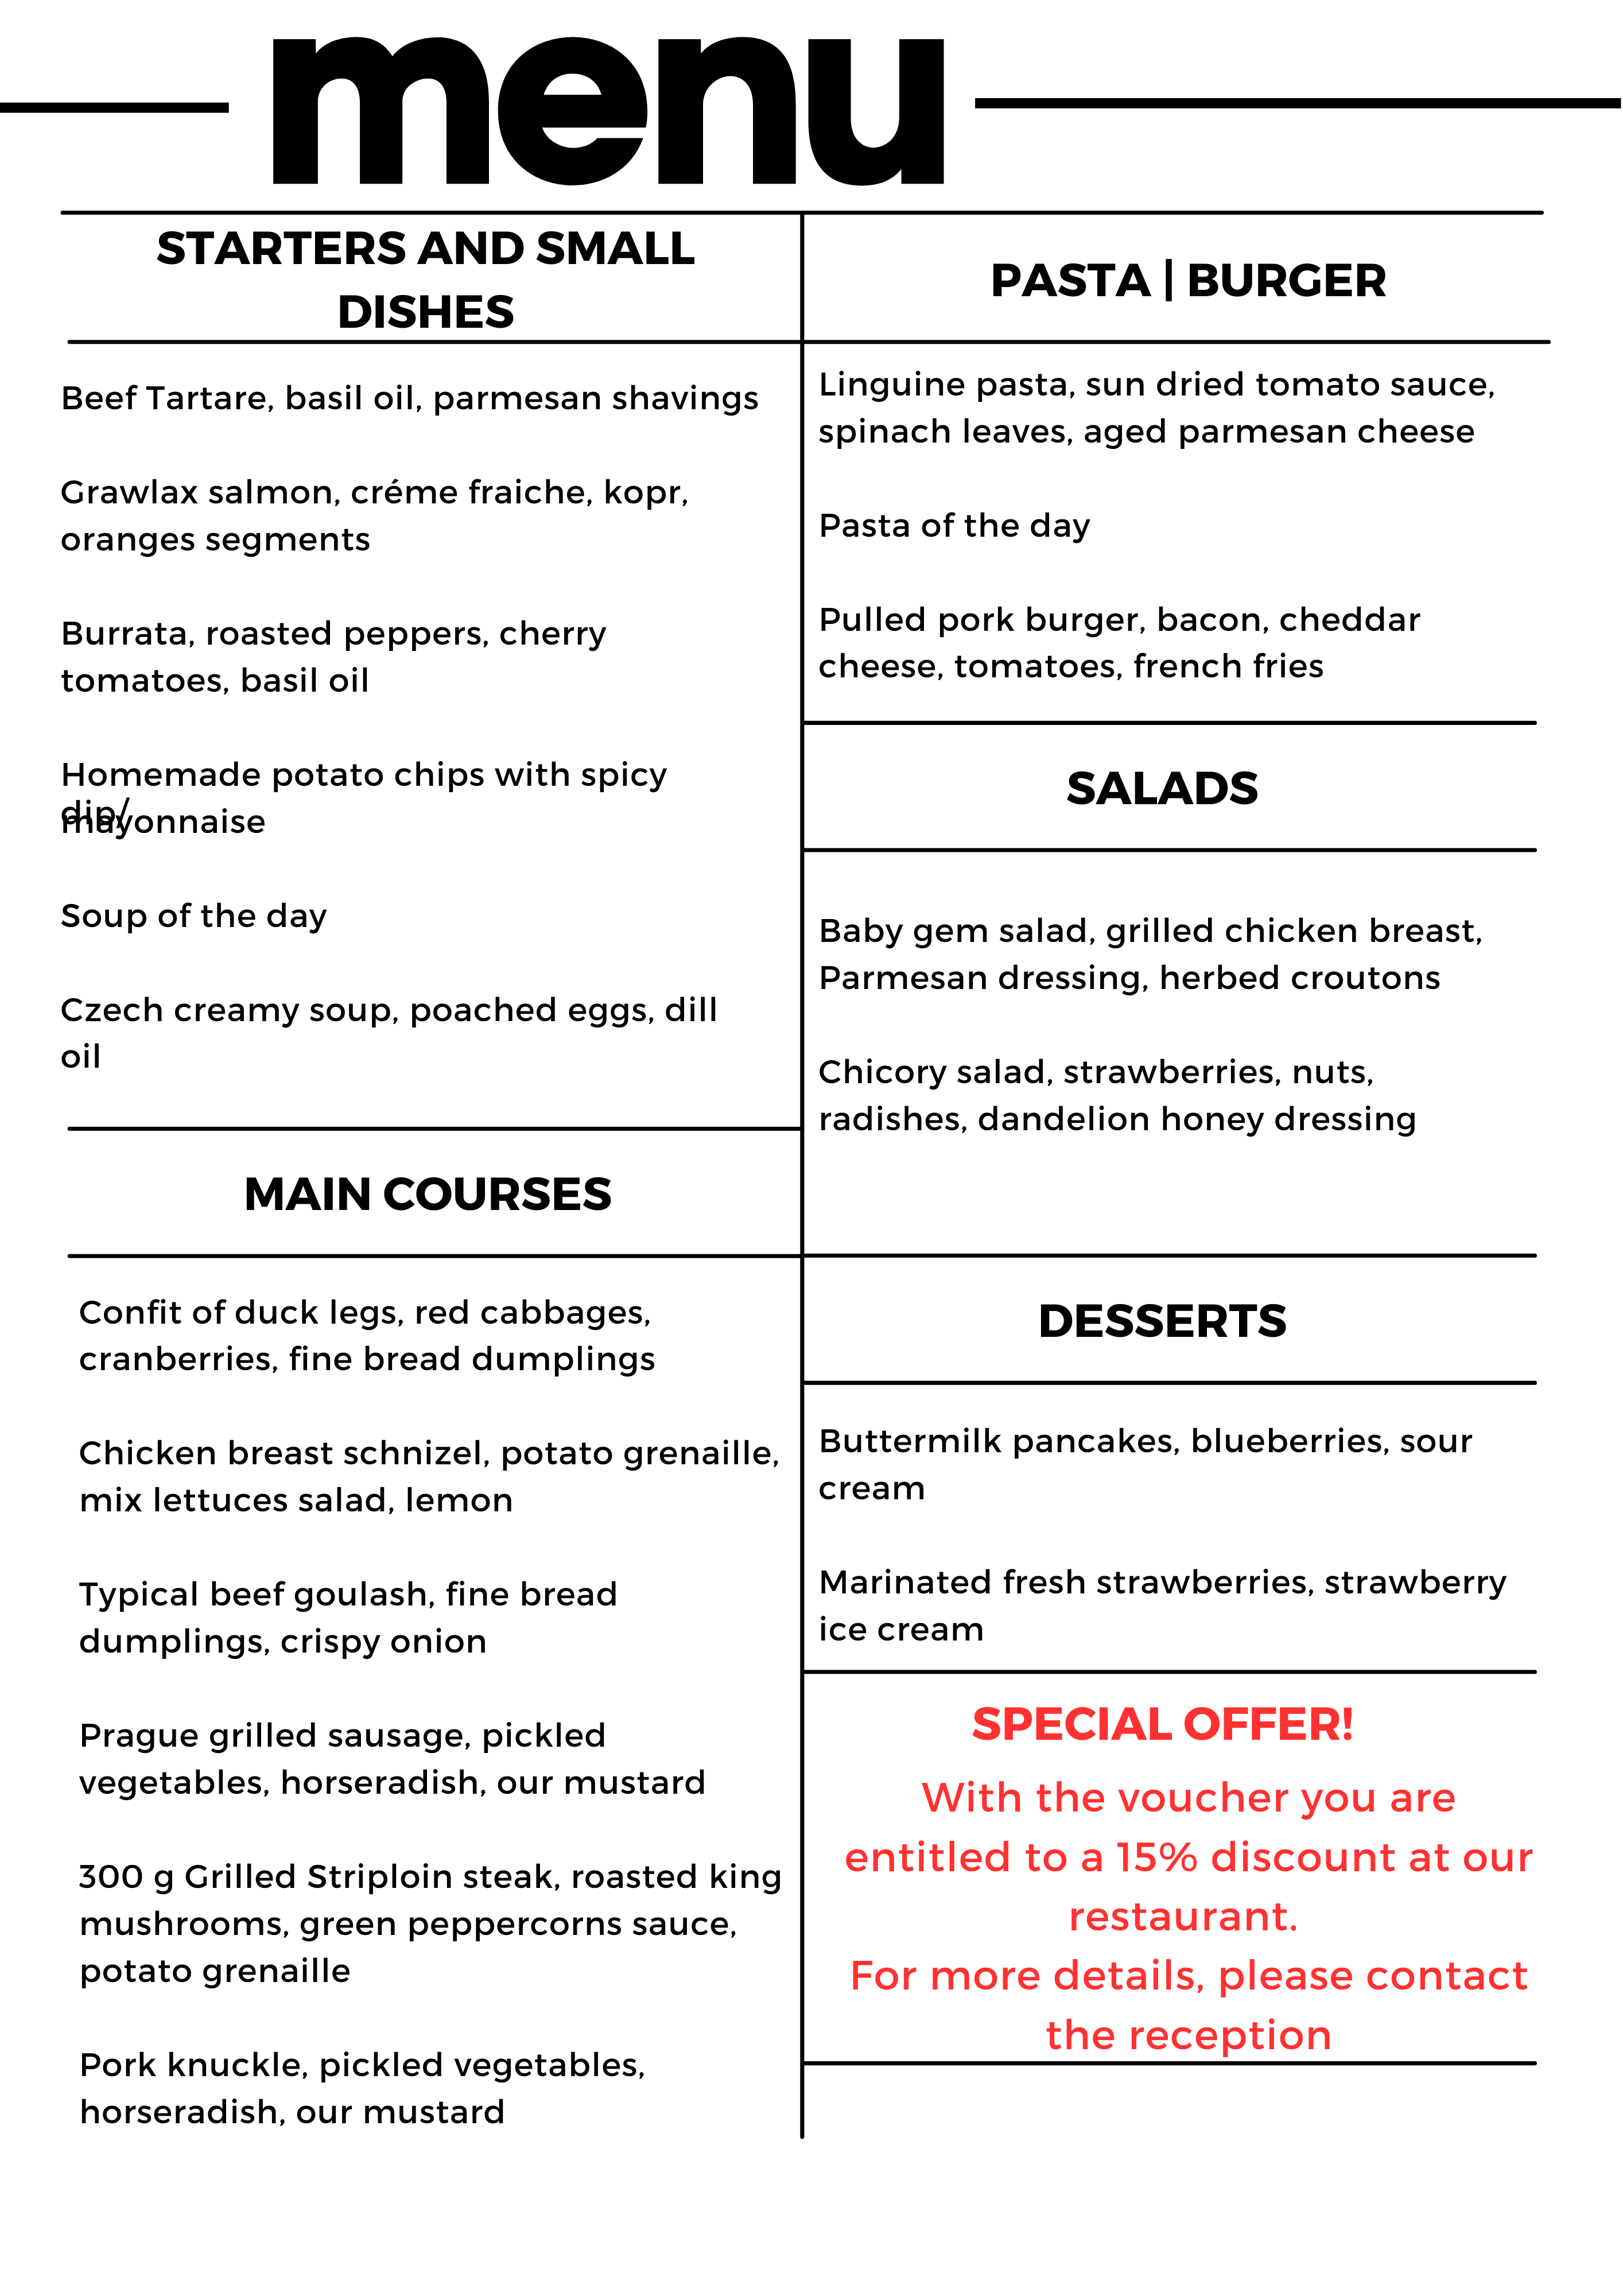 menu
STARTERS AND SMALL
DISHES
Beef Tartare, basil oil, parmesan shavings
Grawlax salmon, créme fraiche, kopr,
oranges segments
Burrata, roasted peppers, cherry
tomatoes, basil oil
Homemade potato chips with spicy
dip/
mayonnaise
Soup of the day
Czech creamy soup, poached eggs, dill
oil
MAIN COURSES
Confit of duck legs, red cabbages,
cranberries, fine bread dumplings
Chicken breast schnizel, potato grenaille,
mix lettuces salad, lemon
Typical beef goulash, fine bread
dumplings, crispy onion
Prague grilled sausage, pickled
vegetables, horseradish, our mustard
300 g Grilled Striploin steak, roasted king
mushrooms, green peppercorns sauce,
potato grenaille
Pork knuckle, pickled vegetables,
horseradish, our mustard
PASTA | BURGER
Linguine pasta, sun dried tomato sauce,
spinach leaves, aged parmesan cheese
Pasta of the day
Pulled pork burger, bacon, cheddar
cheese, tomatoes, french fries
SALADS
Baby gem salad, grilled chicken breast,
Parmesan dressing, herbed croutons
Chicory salad, strawberries, nuts,
radishes, dandelion honey dressing
DESSERTS
Buttermilk pancakes, blueberries, sour
cream
Marinated fresh strawberries, strawberry
ice cream
SPECIAL OFFER!
With the voucher you are
entitled to a 15% discount at our
restaurant.
For more details, please contact
the reception